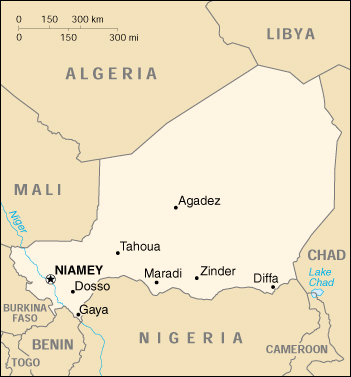 0 150 300 km
0 150 300 mi
LIBYA
ALGERIA
MALI
Niger
Agadez
Tahoua
CHAD
NIAMEY
Maradi
Zinder
Diffa
Lake
Chad
Dosso
BURKINA
FASO
Gaya
BENIN
NIGERIA
TOGO
CAMEROON